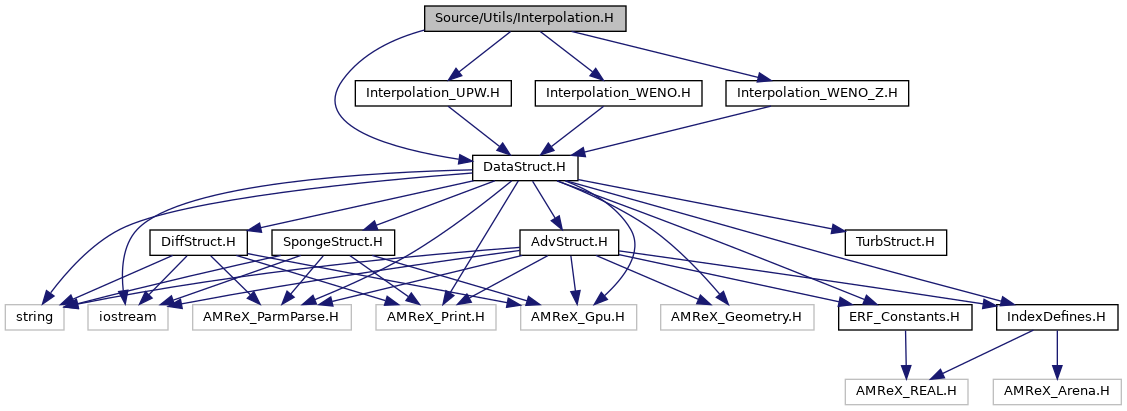 Source/Utils/Interpolation.H
Interpolation_UPW.H
Interpolation_WENO.H
Interpolation_WENO_Z.H
DataStruct.H
DiffStruct.H
SpongeStruct.H
AdvStruct.H
TurbStruct.H
string
iostream
AMReX_ParmParse.H
AMReX_Print.H
AMReX_Gpu.H
AMReX_Geometry.H
ERF_Constants.H
IndexDefines.H
AMReX_REAL.H
AMReX_Arena.H